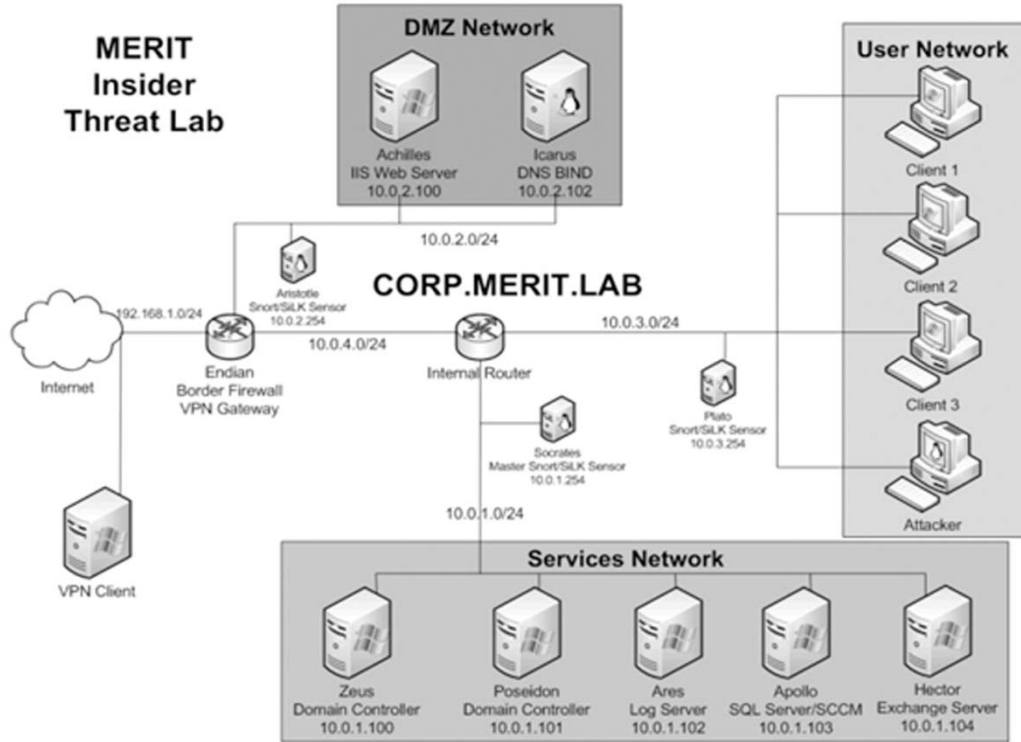 MERIT
Insider
Threat Lab
DMZ Network
Achilles
IIS Web Server
10.0.2.100
Icarus
DNS BIND
10.0.2.102
User Network
Client 1
Client 2
Client 3
Attacker
10.0.2.0/24
Aristotle
Snort/SiLK Sensor
10.0.2.254
CORP.MERIT.LAB
192.168.1.0/24
Internet
Endian
Border Firewall
VPN Gateway
10.0.4.0/24
Internal Router
10.0.3.0/24
Plato
Snort/SiLK Sensor
10.0.3.254
Socrates
Master Snort/SiLK Sensor
10.0.1.254
10.0.1.0/24
VPN Client
Services Network
Zeus
Domain Controller
10.0.1.100
Poseidon
Domain Controller
10.0.1.101
Ares
Log Server
10.0.1.102
Apollo
SQL Server/SCCM
10.0.1.103
Hector
Exchange Server
10.0.1.104